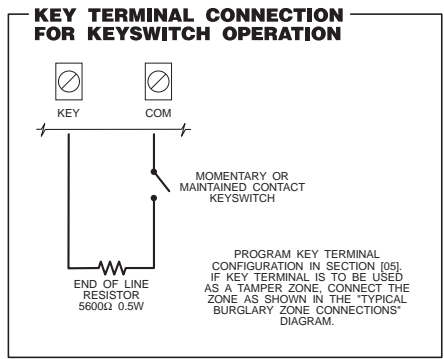 KEY TERMINAL CONNECTION
FOR KEYSWITCH OPERATION
KEY
COM
MOMENTARY OR
MAINTAINED CONTACT
KEYSWITCH
END OF LINE
RESISTOR
5600Ω 0.5W
PROGRAM KEY TERMINAL
CONFIGURATION IN SECTION [05].
IF KEY TERMINAL IS TO BE USED
AS A TAMPER ZONE, CONNECT THE
ZONE AS SHOWN IN THE "TYPICAL
BURGLARY ZONE CONNECTIONS"
DIAGRAM.